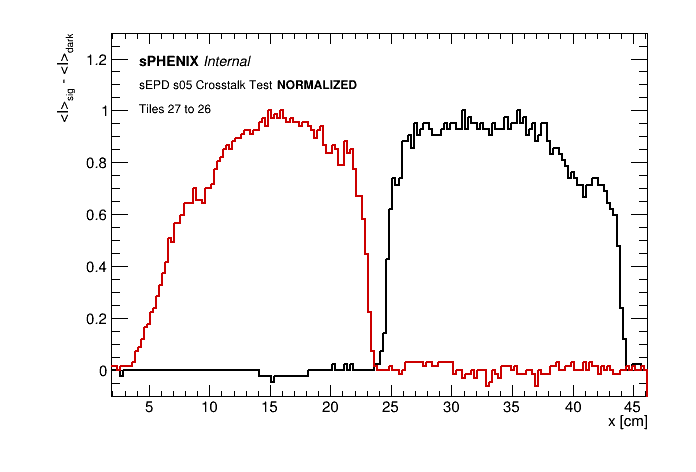 <I>sig - <I>dark
sPHENIX Internal
sEPD s05 Crosstalk Test NORMALIZED
Tiles 27 to 26
1.2
1
0.8
0.6
0.4
0.2
0
5 10 15 20 25 30 35 40 45
x [cm]